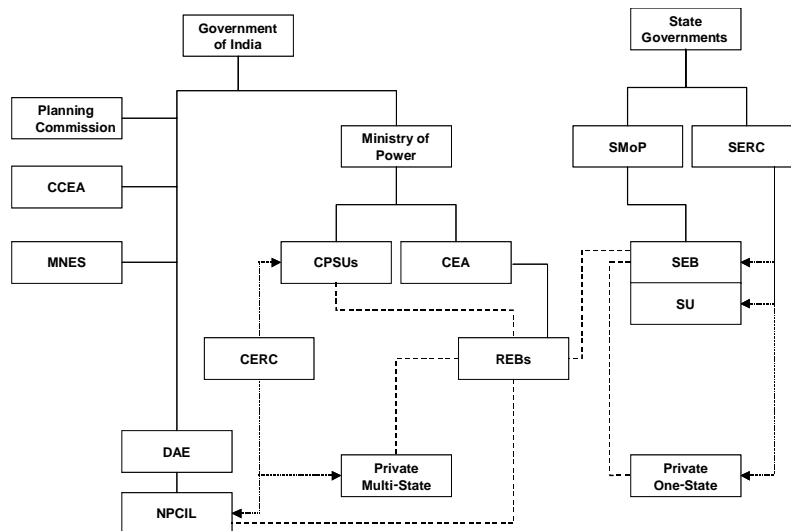 Government
of India
State
Governments
Planning
Commission
Ministry of
Power
SMoP
SERC
CCEA
MNES
CPSUs
CEA
SEB
SU
CERC
REBs
DAE
Private
Multi-State
Private
One-State
NPCIL